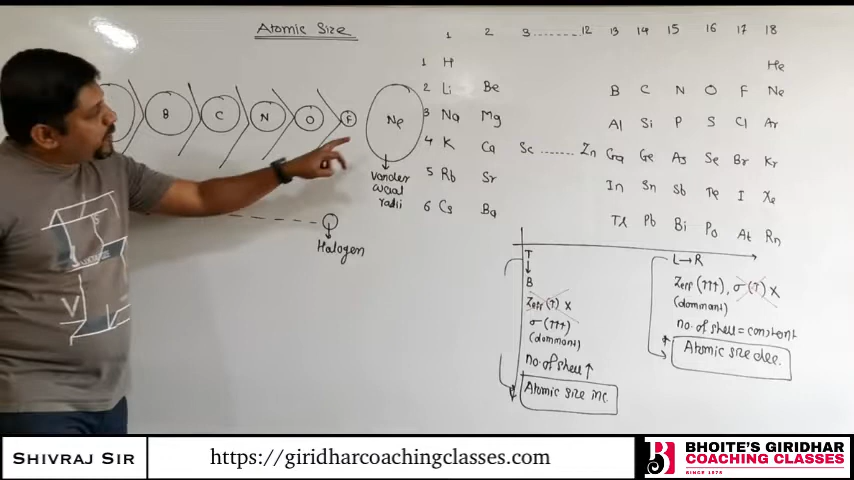 Atomic Size
B > C > N > O > F Ne
vander
waal
radii
Halogen
1 2 3 ........ 12 13 14 15 16 17 18
1 H He
2 Li Be B C N O F Ne
3 Na Mg Al Si P S Cl Ar
4 K Ca Sc ........ Zn Ga Ge As Se Br Kr
5 Rb Sr In Sn Sb Te I Xe
6 Cs Ba Tl Pb Bi Po At Rn
T
↓
B
Zeff (↑) x
σ (↑↑↑)
(dominant)
no. of shell ↑
Atomic size inc.
L→R
Zeff (↑↑↑), σ (↑) x
(dominant)
no. of shell = constant
Atomic size dec.
SHIVRAJ SIR
https://giridharcoachingclasses.com
BHOITE'S GIRIDHAR
COACHING CLASSES